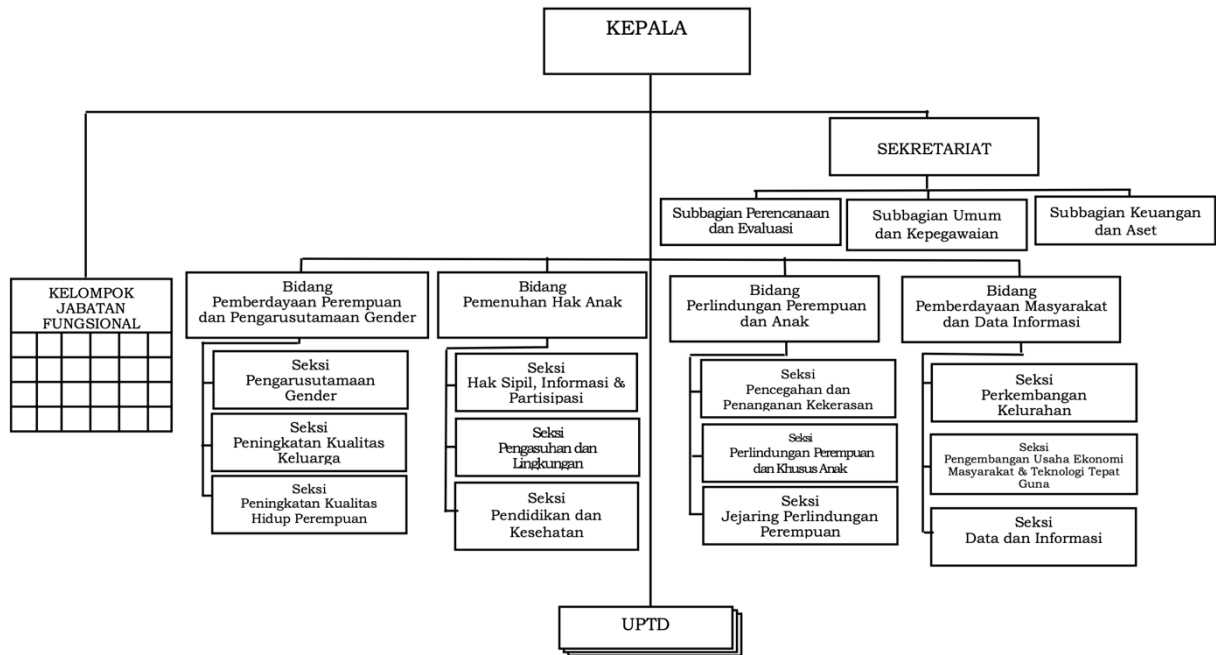 KEPALA
SEKRETARIAT
Subbagian Perencanaan
dan Evaluasi
Subbagian Umum
dan Kepegawaian
Subbagian Keuangan
dan Aset
KELOMPOK
JABATAN
FUNGSIONAL
Bidang
Pemberdayaan Perempuan
dan Pengarusutamaan Gender
Seksi
Pengarusutamaan
Gender
Seksi
Peningkatan Kualitas
Keluarga
Seksi
Peningkatan Kualitas
Hidup Perempuan
Bidang
Pemenuhan Hak Anak
Seksi
Hak Sipil, Informasi &
Partisipasi
Seksi
Pengasuhan dan
Lingkungan
Seksi
Pendidikan dan
Kesehatan
Bidang
Perlindungan Perempuan
dan Anak
Seksi
Pencegahan dan
Penanganan Kekerasan
Seksi
Perlindungan Perempuan
dan Khusus Anak
Seksi
Jejaring Perlindungan
Perempuan
Bidang
Pemberdayaan Masyarakat
dan Data Informasi
Seksi
Perkembangan
Kelurahan
Seksi
Pengembangan Usaha Ekonomi
Masyarakat & Teknologi Tepat
Guna
Seksi
Data dan Informasi
UPTD